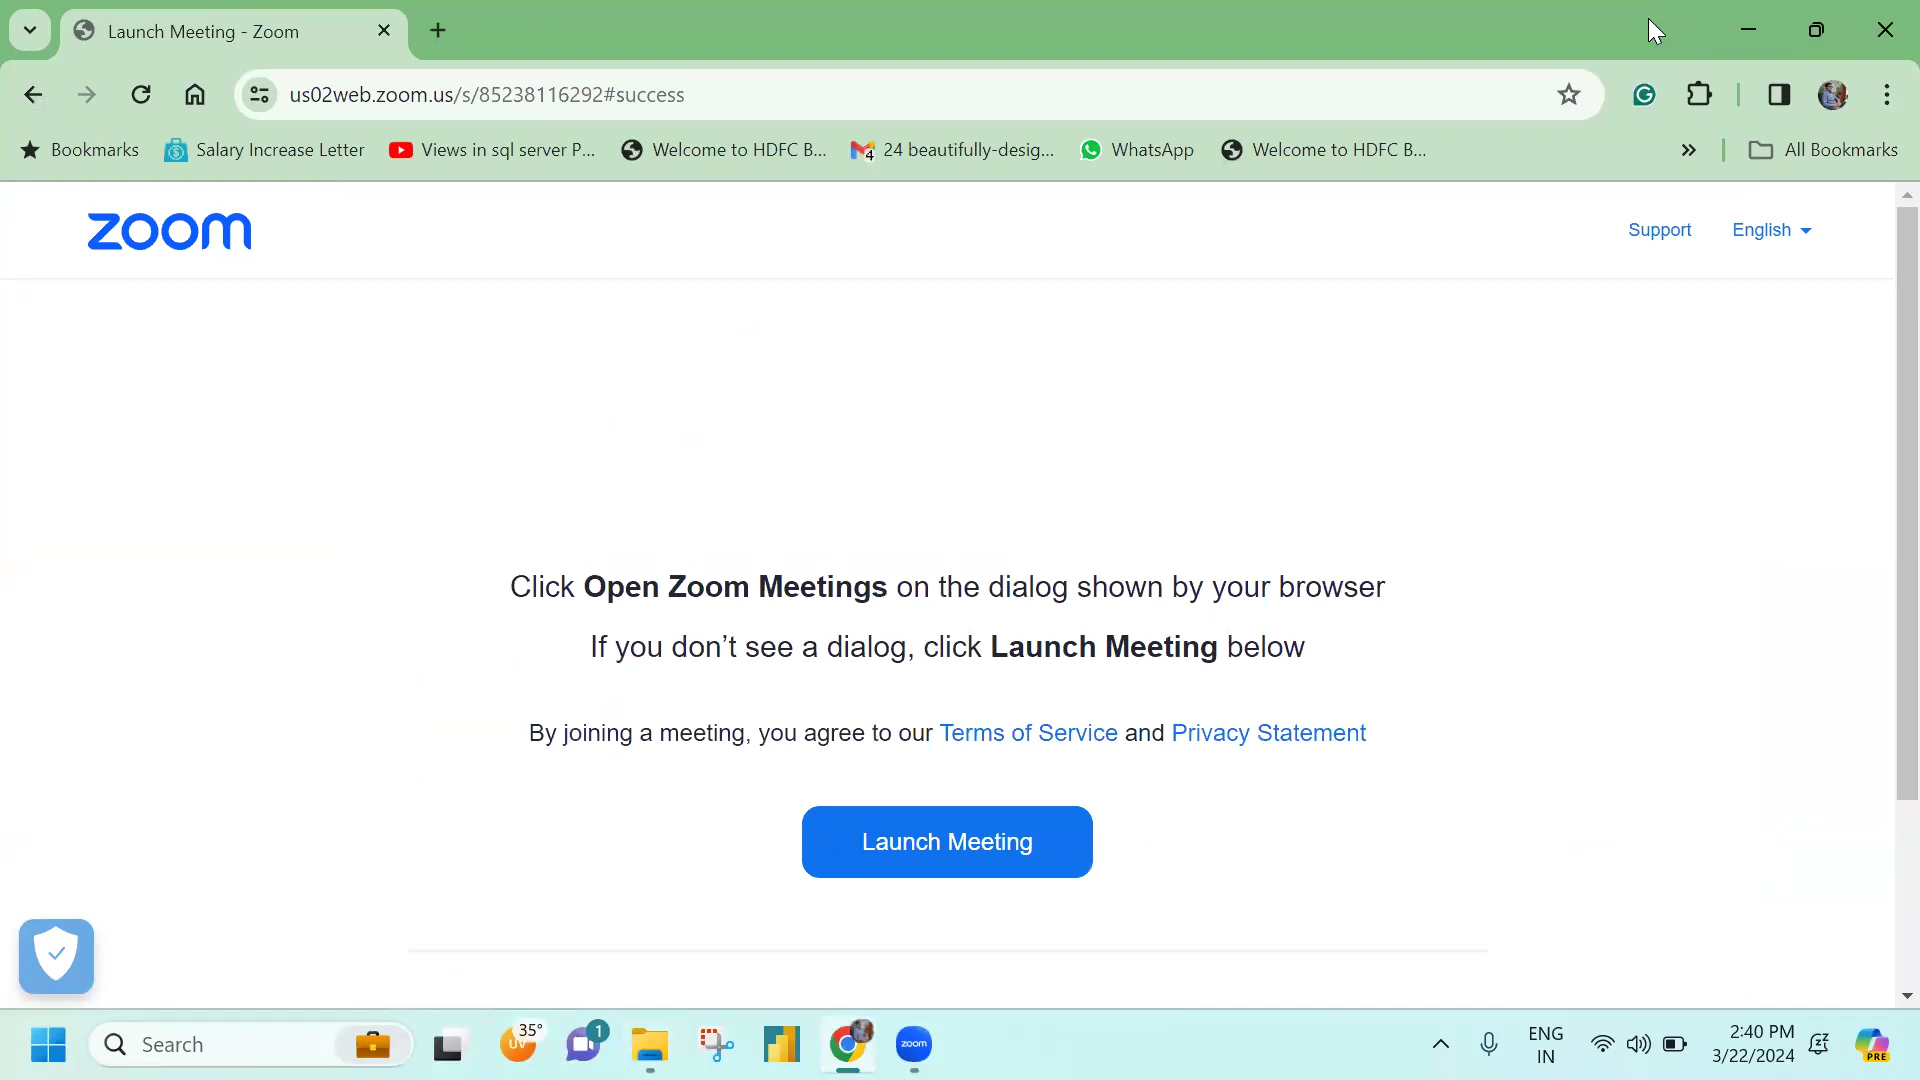 Launch Meeting - Zoom
us02web.zoom.us/s/85238116292#success
Bookmarks Salary Increase Letter Views in sql server P... Welcome to HDFC B... 4 24 beautifully-desig... WhatsApp Welcome to HDFC B... All Bookmarks
zoom
Support English
Click Open Zoom Meetings on the dialog shown by your browser
If you don’t see a dialog, click Launch Meeting below
By joining a meeting, you agree to our Terms of Service and Privacy Statement
Launch Meeting
Search
35°
UV
1
zoom
ENG
IN
2:40 PM
3/22/2024
PRE